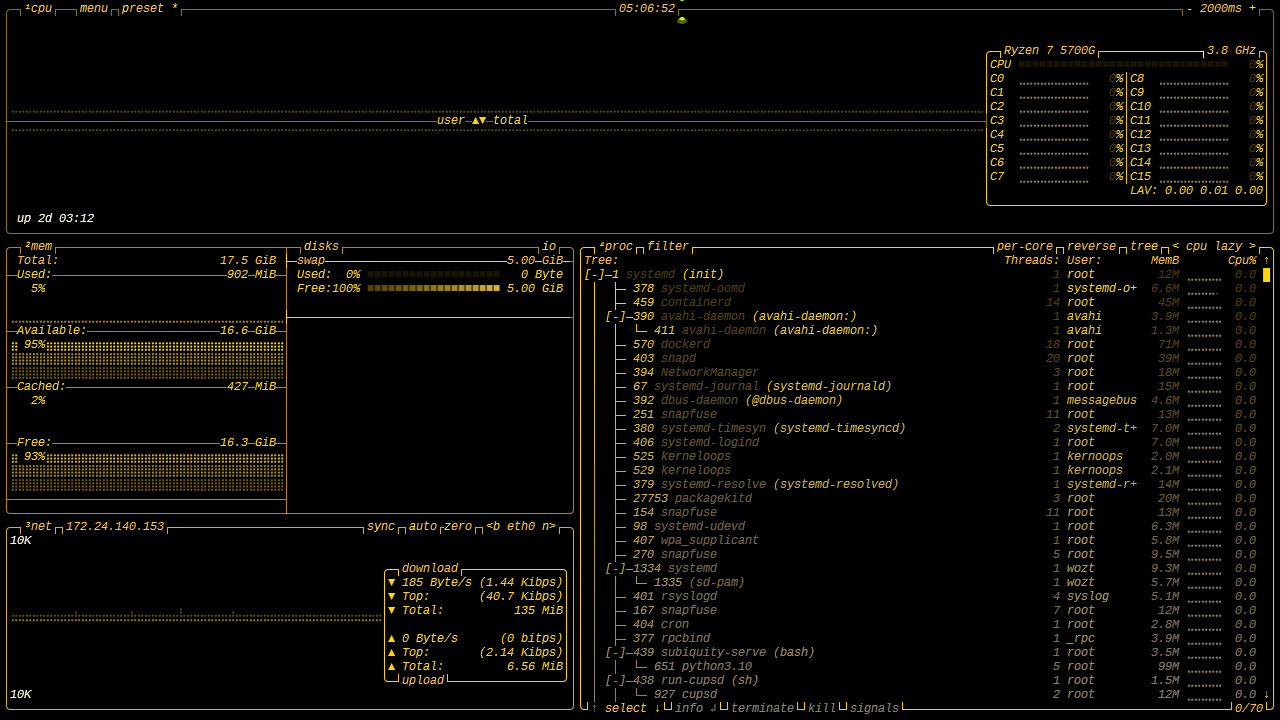 ¹cpu menu preset * 05:06:52 - 2000ms +
Ryzen 7 5700G 3.8 GHz
CPU 0%
C0 0% C8 0%
C1 0% C9 0%
C2 0% C10 0%
C3 0% C11 0%
C4 0% C12 0%
C5 0% C13 0%
C6 0% C14 0%
C7 0% C15 0%
LAV: 0.00 0.01 0.00
user ▲▼ total
up 2d 03:12
²mem
Total: 17.5 GiB
Used: 902 MiB
5%
Available: 16.6 GiB
95%
Cached: 427 MiB
2%
Free: 16.3 GiB
93%
disks io
swap 5.00 GiB
Used: 0% 0 Byte
Free:100% 5.00 GiB
³net 172.24.140.153 sync auto zero <b eth0 n>
10K
download
▼ 185 Byte/s (1.44 Kibps)
▼ Top: (40.7 Kibps)
▼ Total: 135 MiB
▲ 0 Byte/s (0 bitps)
▲ Top: (2.14 Kibps)
▲ Total: 6.56 MiB
upload
10K
⁴proc filter per-core reverse tree < cpu lazy >
Tree: Threads: User: MemB Cpu% ↑
[-]─1 systemd (init) 1 root 12M 0.0
├─ 378 systemd-oomd 1 systemd-o+ 6.6M 0.0
├─ 459 containerd 14 root 45M 0.0
[-]─390 avahi-daemon (avahi-daemon:) 1 avahi 3.9M 0.0
│ └─ 411 avahi-daemon (avahi-daemon:) 1 avahi 1.3M 0.0
├─ 570 dockerd 18 root 71M 0.0
├─ 403 snapd 20 root 39M 0.0
├─ 394 NetworkManager 3 root 18M 0.0
├─ 67 systemd-journal (systemd-journald) 1 root 15M 0.0
├─ 392 dbus-daemon (@dbus-daemon) 1 messagebus 4.6M 0.0
├─ 251 snapfuse 11 root 13M 0.0
├─ 380 systemd-timesyn (systemd-timesyncd) 2 systemd-t+ 7.0M 0.0
├─ 406 systemd-logind 1 root 7.0M 0.0
├─ 525 kerneloops 1 kernoops 2.0M 0.0
├─ 529 kerneloops 1 kernoops 2.1M 0.0
├─ 379 systemd-resolve (systemd-resolved) 1 systemd-r+ 14M 0.0
├─ 27753 packagekitd 3 root 20M 0.0
├─ 154 snapfuse 11 root 13M 0.0
├─ 98 systemd-udevd 1 root 6.3M 0.0
├─ 407 wpa_supplicant 1 root 5.8M 0.0
├─ 270 snapfuse 5 root 9.5M 0.0
[-]─1334 systemd 1 wozt 9.3M 0.0
│ └─ 1335 (sd-pam) 1 wozt 5.7M 0.0
├─ 401 rsyslogd 4 syslog 5.1M 0.0
├─ 167 snapfuse 7 root 12M 0.0
├─ 404 cron 1 root 2.8M 0.0
├─ 377 rpcbind 1 _rpc 3.9M 0.0
[-]─439 subiquity-serve (bash) 1 root 3.5M 0.0
│ └─ 651 python3.10 5 root 99M 0.0
[-]─438 run-cupsd (sh) 1 root 1.5M 0.0
│ └─ 927 cupsd 2 root 12M 0.0 ↓
↑ select ↓ info ↲ terminate kill signals 0/70